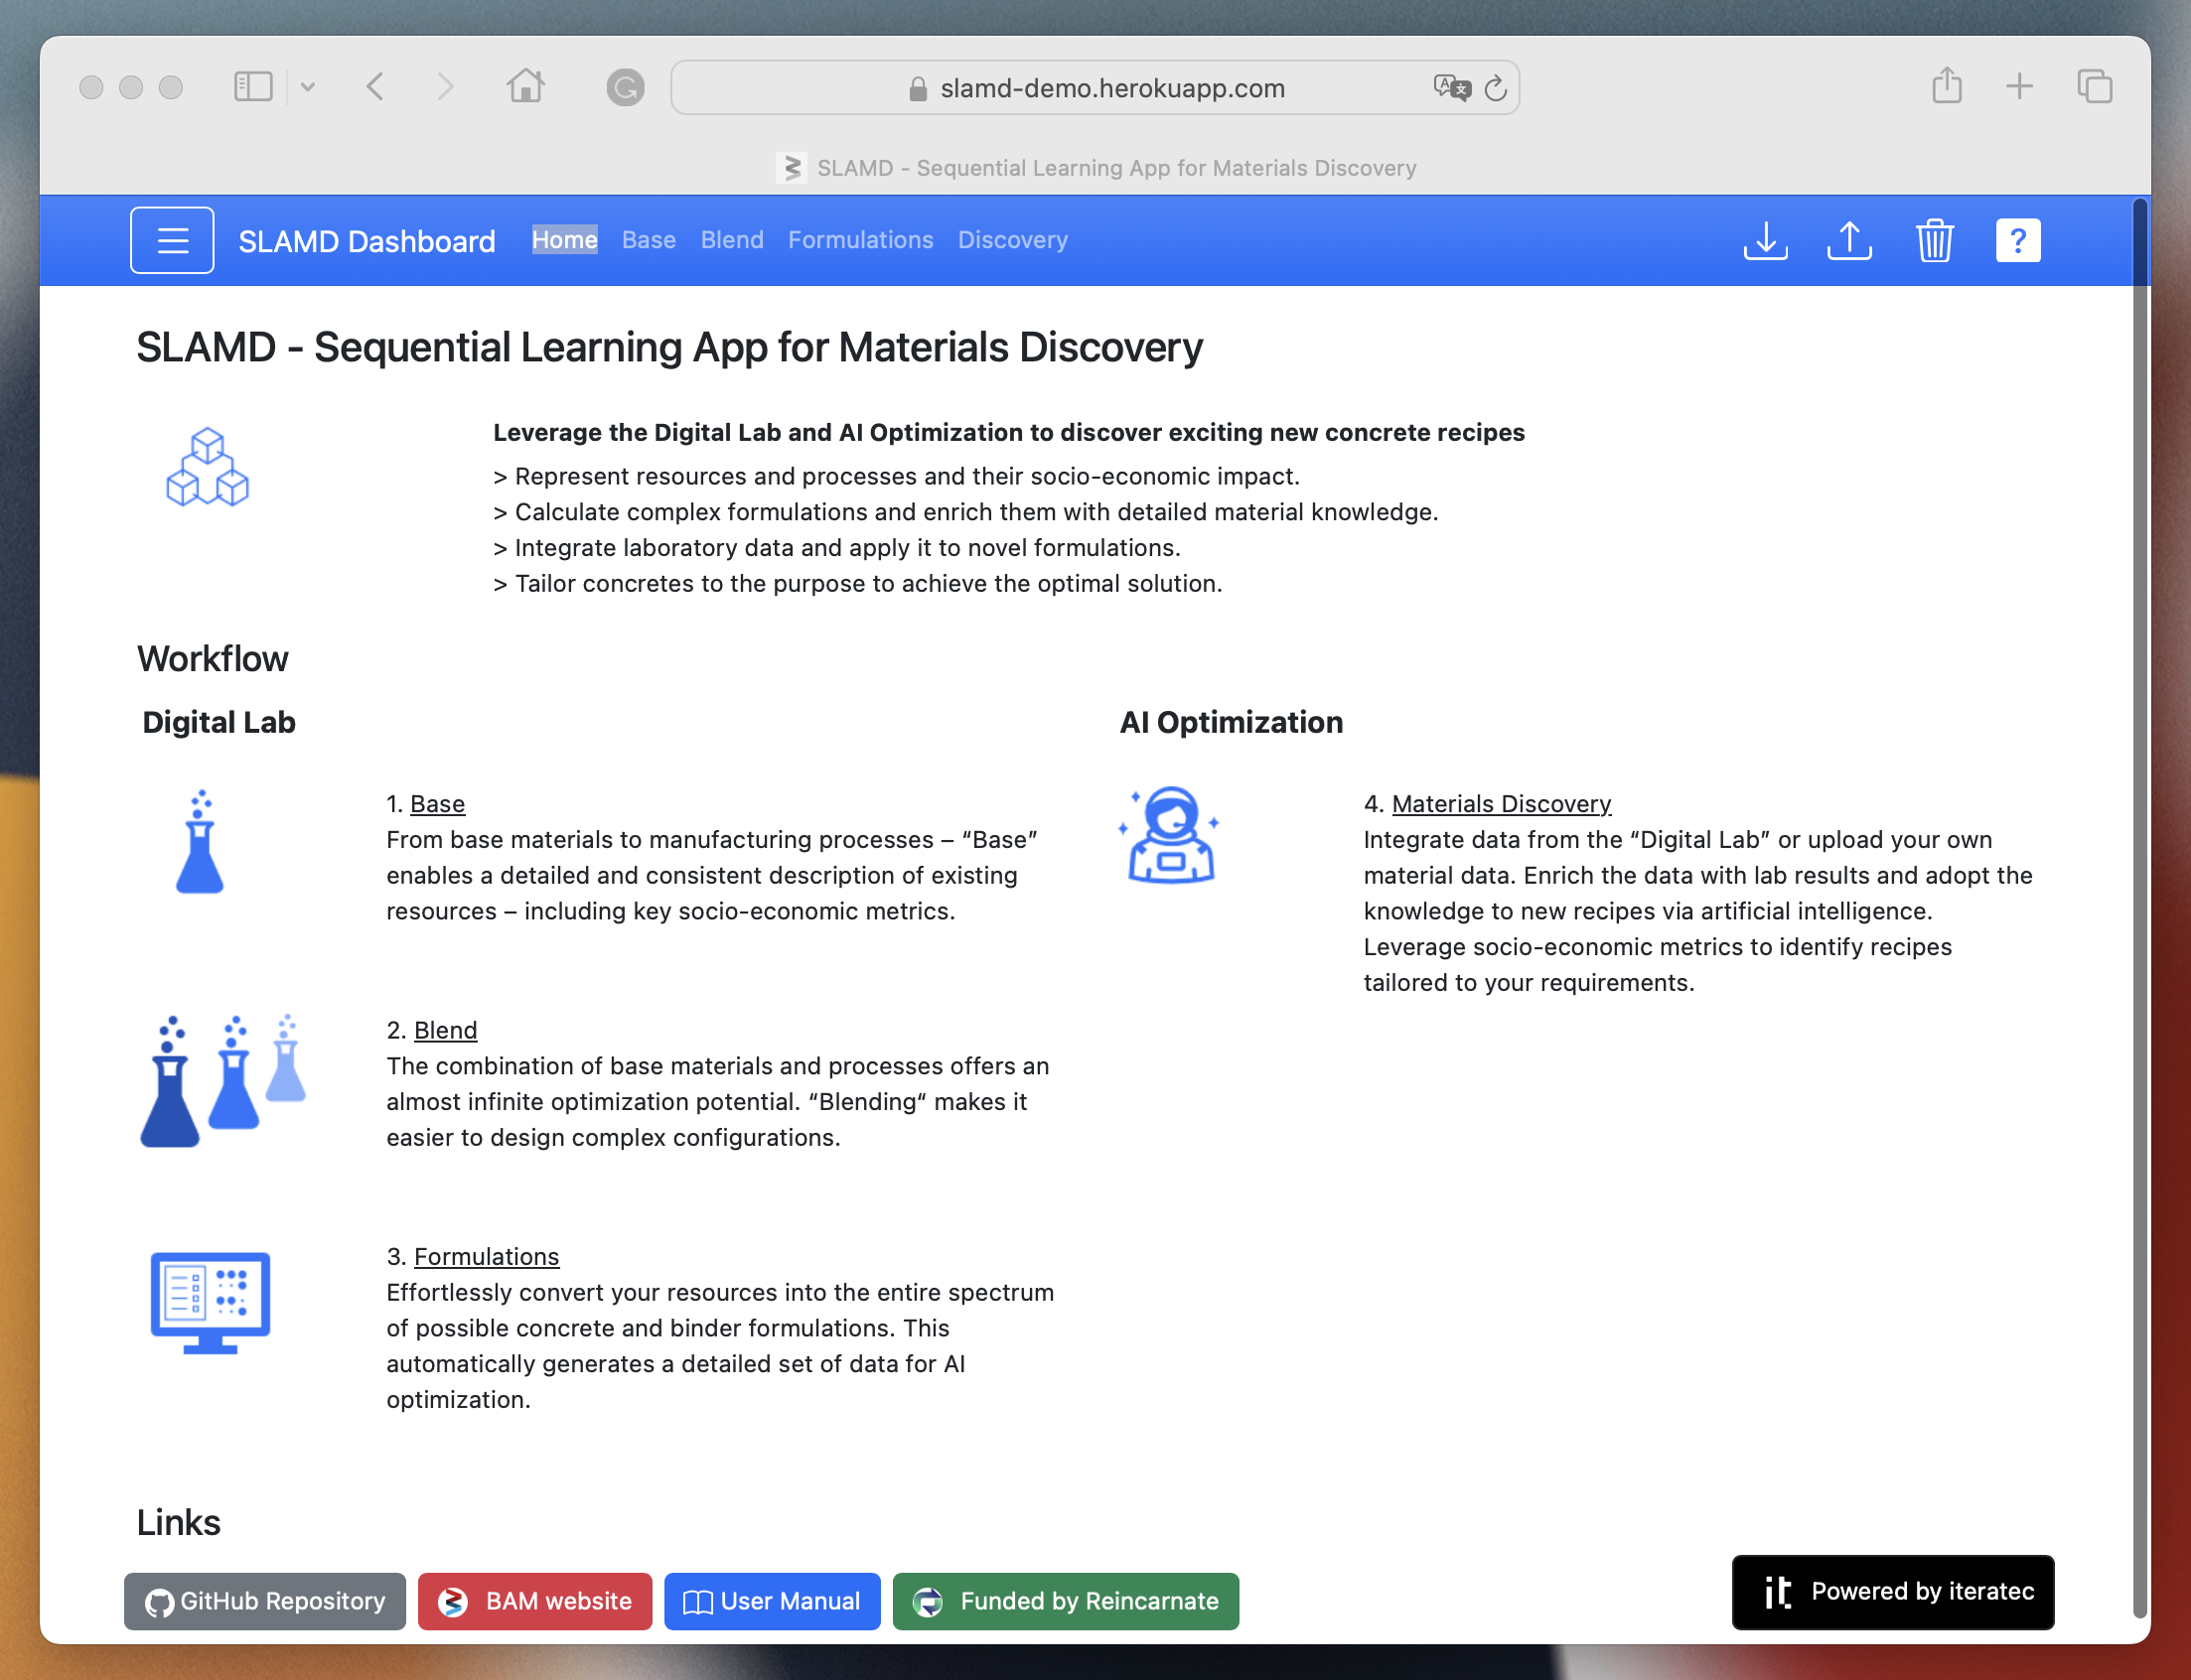 slamd-demo.herokuapp.com
SLAMD - Sequential Learning App for Materials Discovery
SLAMD Dashboard Home Base Blend Formulations Discovery ?
SLAMD - Sequential Learning App for Materials Discovery
Leverage the Digital Lab and AI Optimization to discover exciting new concrete recipes
> Represent resources and processes and their socio-economic impact.
> Calculate complex formulations and enrich them with detailed material knowledge.
> Integrate laboratory data and apply it to novel formulations.
> Tailor concretes to the purpose to achieve the optimal solution.
Workflow
Digital Lab
1. Base
From base materials to manufacturing processes – “Base”
enables a detailed and consistent description of existing
resources – including key socio-economic metrics.
2. Blend
The combination of base materials and processes offers an
almost infinite optimization potential. “Blending“ makes it
easier to design complex configurations.
3. Formulations
Effortlessly convert your resources into the entire spectrum
of possible concrete and binder formulations. This
automatically generates a detailed set of data for AI
optimization.
AI Optimization
4. Materials Discovery
Integrate data from the “Digital Lab” or upload your own
material data. Enrich the data with lab results and adopt the
knowledge to new recipes via artificial intelligence.
Leverage socio-economic metrics to identify recipes
tailored to your requirements.
Links
GitHub Repository
BAM website
User Manual
Funded by Reincarnate
it Powered by iteratec